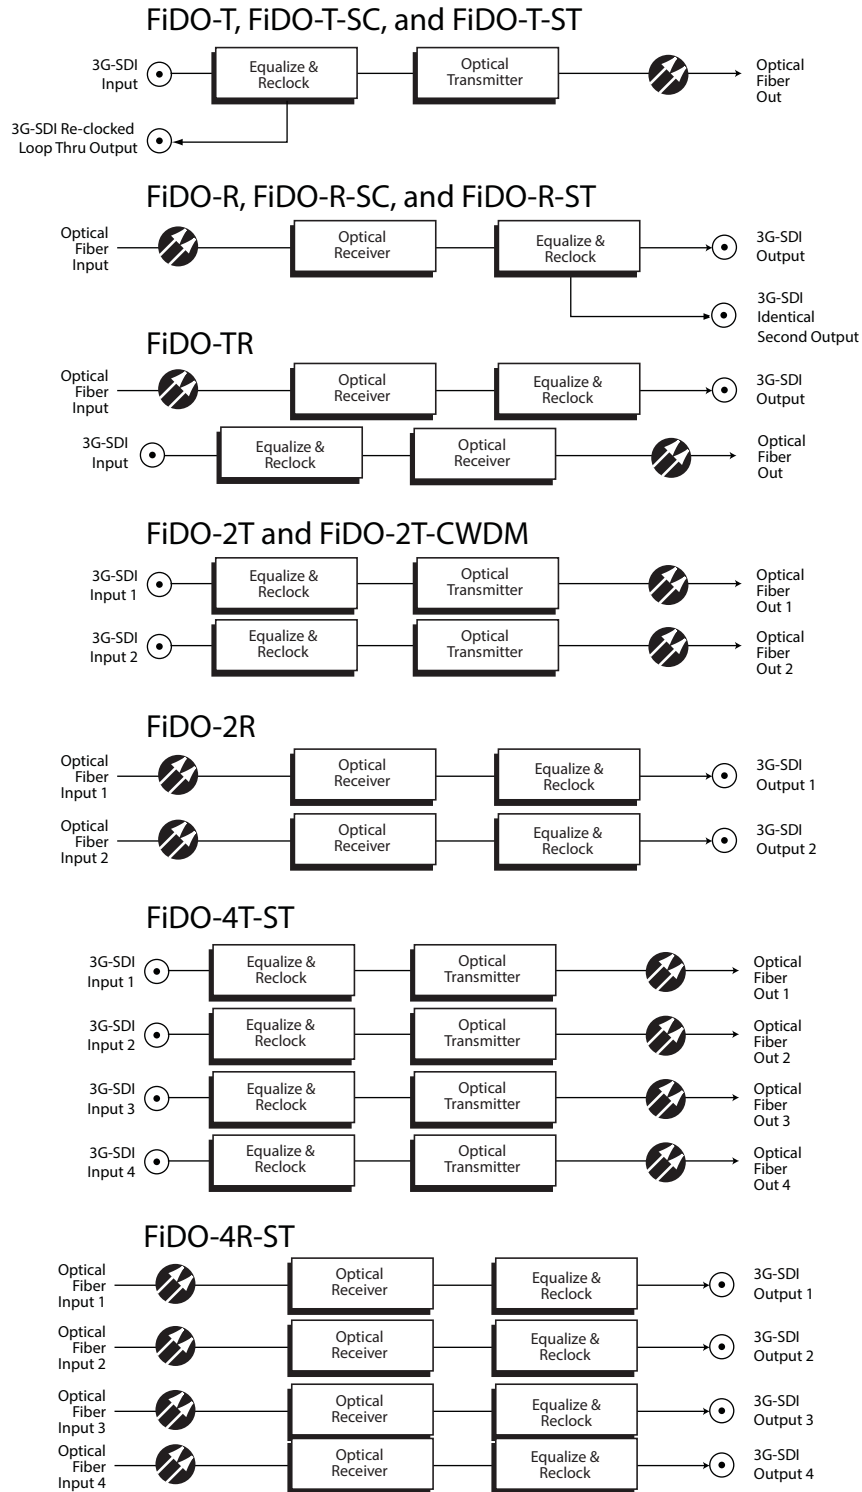 FiDO-T, FiDO-T-SC, and FiDO-T-ST
3G-SDI
Input
Equalize &
Reclock
Optical
Transmitter
Optical
Fiber
Out
3G-SDI Re-clocked
Loop Thru Output
FiDO-R, FiDO-R-SC, and FiDO-R-ST
Optical
Fiber
Input
Optical
Receiver
Equalize &
Reclock
3G-SDI
Output
3G-SDI
Identical
Second Output
FiDO-TR
Optical
Fiber
Input
Optical
Receiver
Equalize &
Reclock
3G-SDI
Output
3G-SDI
Input
Equalize &
Reclock
Optical
Receiver
Optical
Fiber
Out
FiDO-2T and FiDO-2T-CWDM
3G-SDI
Input 1
Equalize &
Reclock
Optical
Transmitter
Optical
Fiber
Out 1
3G-SDI
Input 2
Equalize &
Reclock
Optical
Transmitter
Optical
Fiber
Out 2
FiDO-2R
Optical
Fiber
Input 1
Optical
Receiver
Equalize &
Reclock
3G-SDI
Output 1
Optical
Fiber
Input 2
Optical
Receiver
Equalize &
Reclock
3G-SDI
Output 2
FiDO-4T-ST
3G-SDI
Input 1
Equalize &
Reclock
Optical
Transmitter
Optical
Fiber
Out 1
3G-SDI
Input 2
Equalize &
Reclock
Optical
Transmitter
Optical
Fiber
Out 2
3G-SDI
Input 3
Equalize &
Reclock
Optical
Transmitter
Optical
Fiber
Out 3
3G-SDI
Input 4
Equalize &
Reclock
Optical
Transmitter
Optical
Fiber
Out 4
FiDO-4R-ST
Optical
Fiber
Input 1
Optical
Receiver
Equalize &
Reclock
3G-SDI
Output 1
Optical
Fiber
Input 2
Optical
Receiver
Equalize &
Reclock
3G-SDI
Output 2
Optical
Fiber
Input 3
Optical
Receiver
Equalize &
Reclock
3G-SDI
Output 3
Optical
Fiber
Input 4
Optical
Receiver
Equalize &
Reclock
3G-SDI
Output 4